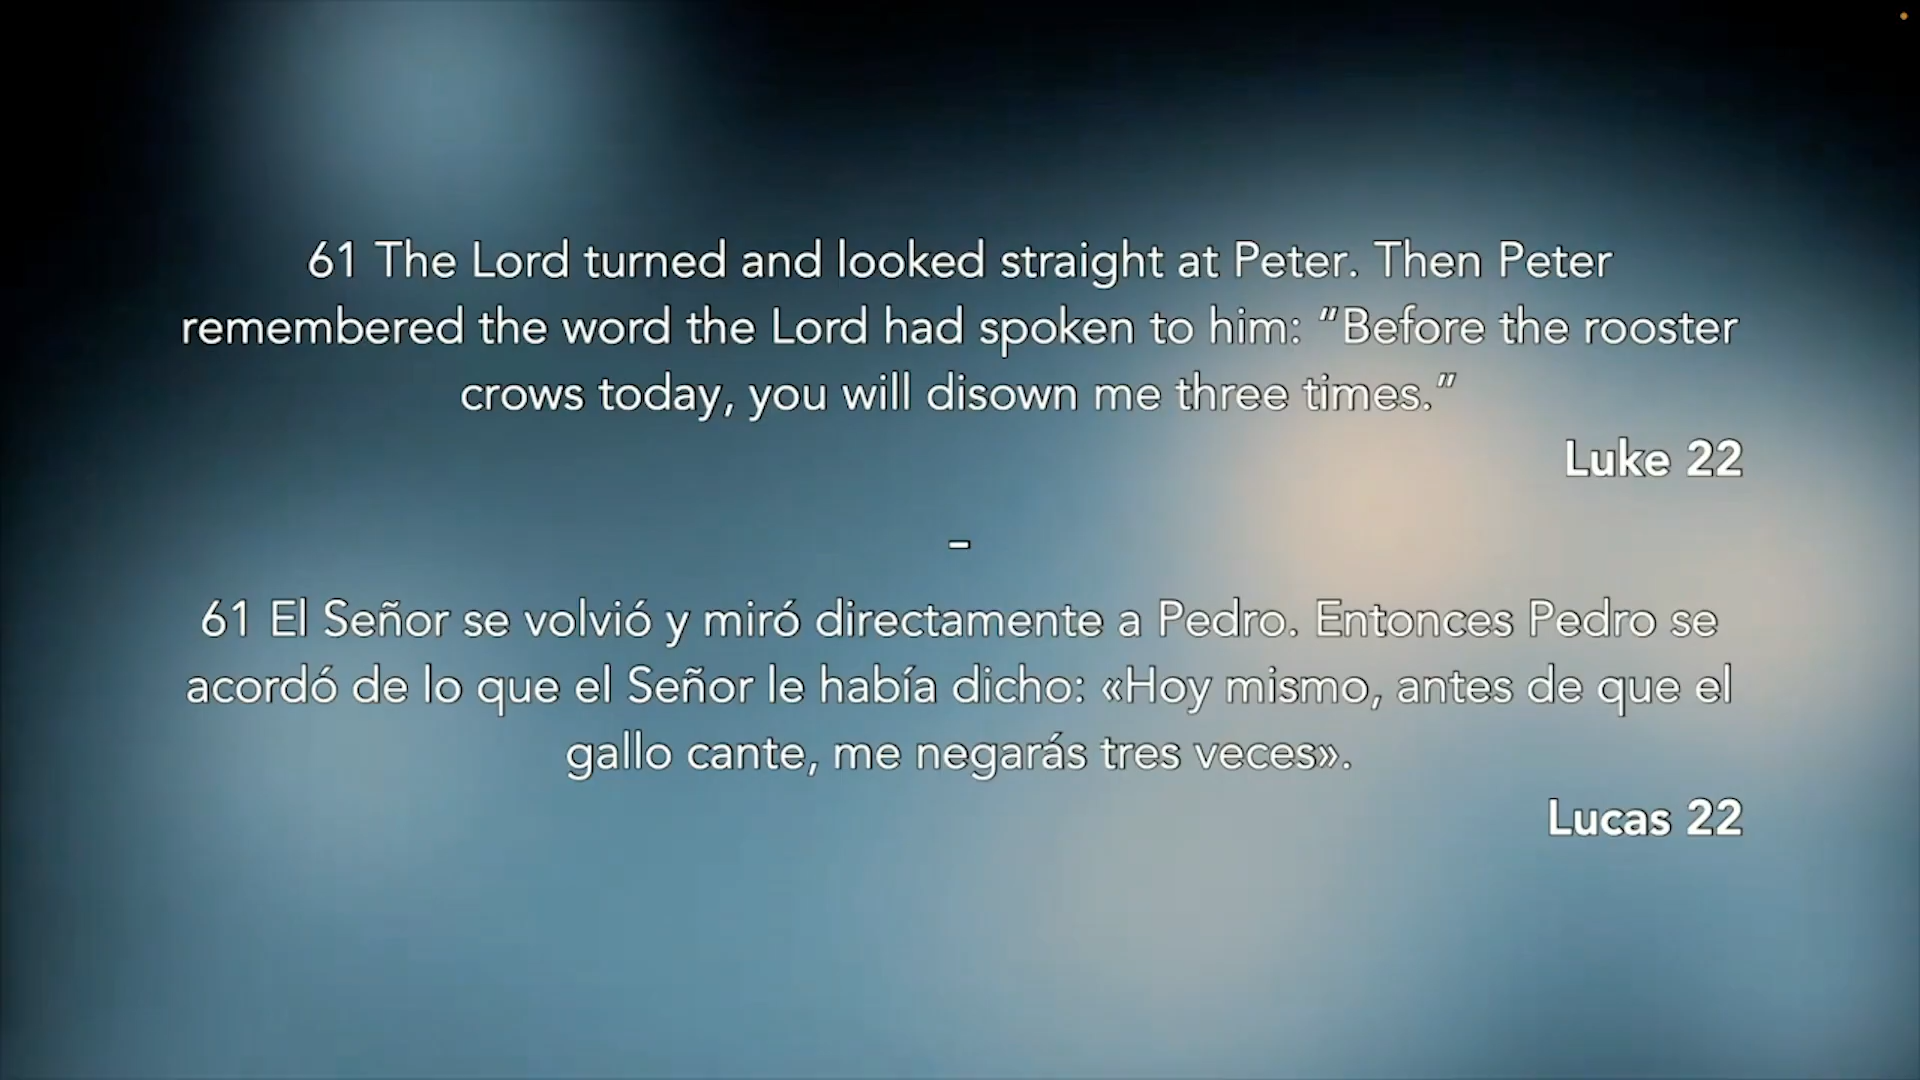 61 The Lord turned and looked straight at Peter. Then Peter
remembered the word the Lord had spoken to him: “Before the rooster
crows today, you will disown me three times.”
Luke 22
–
61 El Señor se volvió y miró directamente a Pedro. Entonces Pedro se
acordó de lo que el Señor le había dicho: «Hoy mismo, antes de que el
gallo cante, me negarás tres veces».
Lucas 22